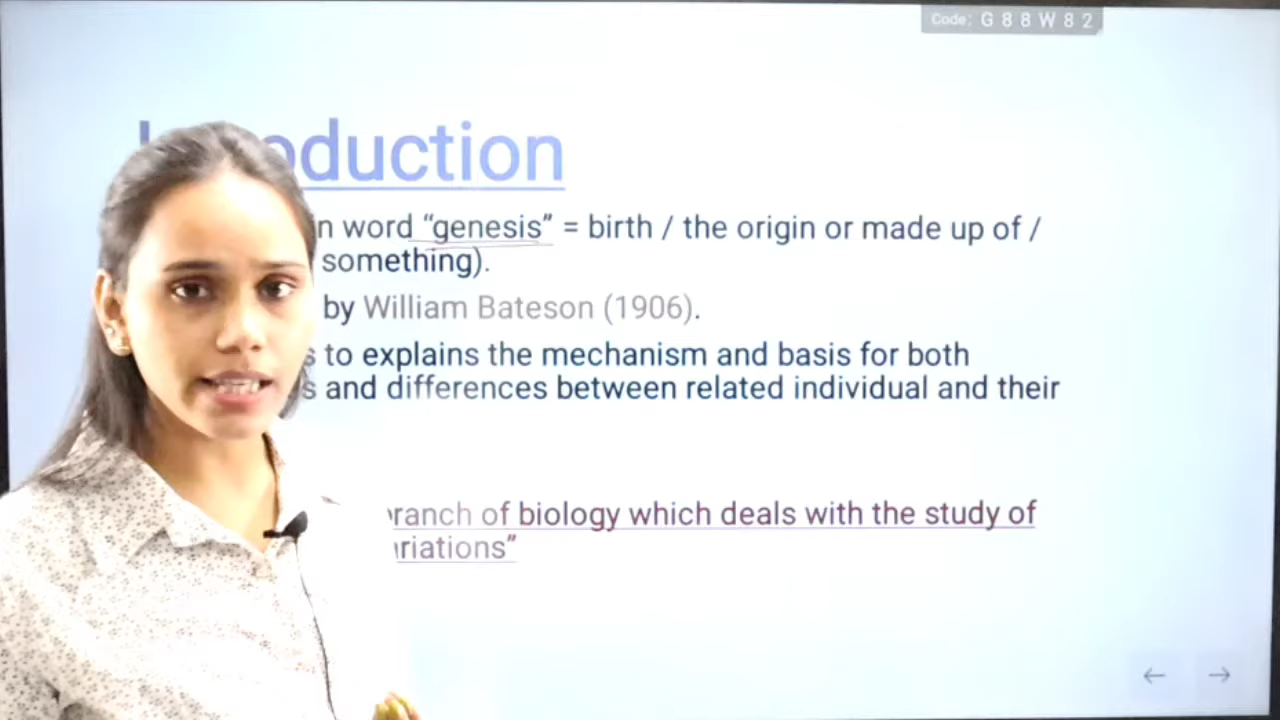 Code: G 8 8 W 8 2
Introduction
word "genesis" = birth / the origin or made up of /
something).
by William Bateson (1906).
to explains the mechanism and basis for both
and differences between related individual and their
of biology which deals with the study of